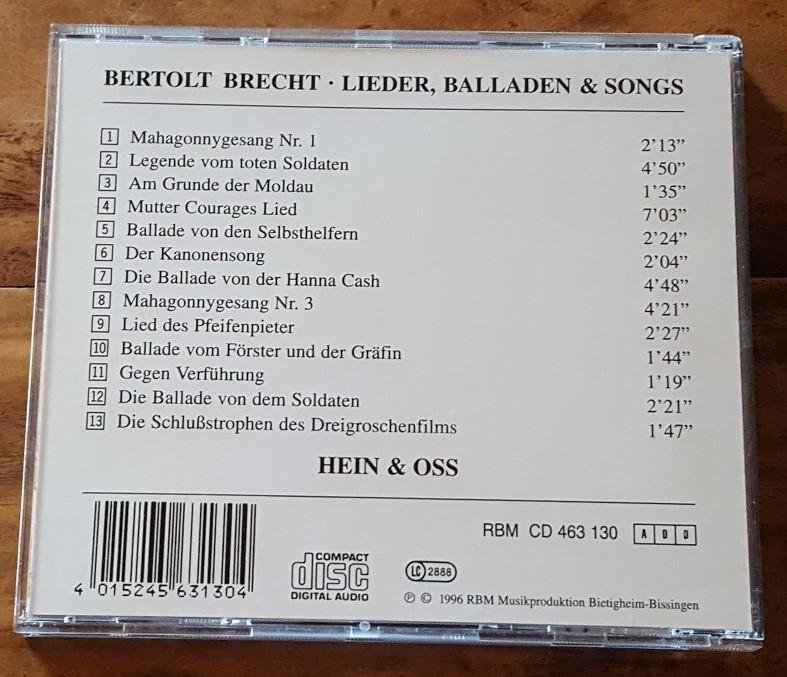 BERTOLT BRECHT · LIEDER, BALLADEN & SONGS
1 Mahagonnygesang Nr. 1 2’13”
2 Legende vom toten Soldaten 4’50”
3 Am Grunde der Moldau 1’35”
4 Mutter Courages Lied 7’03”
5 Ballade von den Selbsthelfern 2’24”
6 Der Kanonensong 2’04”
7 Die Ballade von der Hanna Cash 4’48”
8 Mahagonnygesang Nr. 3 4’21”
9 Lied des Pfeifenpieter 2’27”
10 Ballade vom Förster und der Gräfin 1’44”
11 Gegen Verführung 1’19”
12 Die Ballade von dem Soldaten 2’21”
13 Die Schlußstrophen des Dreigroschenfilms 1’47”
HEIN & OSS
RBM CD 463 130 A D D
4 015245 631304
COMPACT
disc
DIGITAL AUDIO
LC 2888
℗ © 1996 RBM Musikproduktion Bietigheim-Bissingen